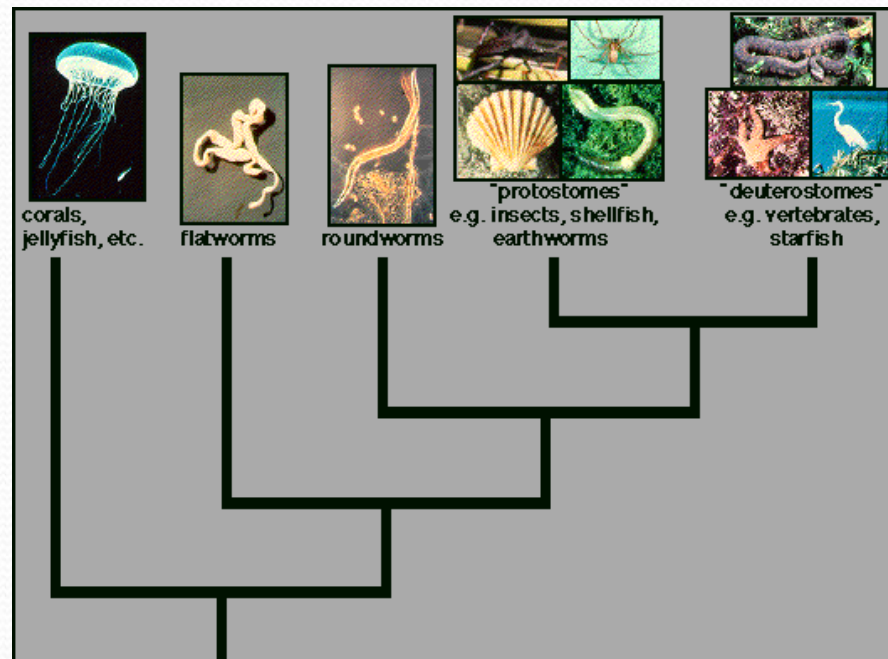 corals,
jellyfish, etc.
flatworms
roundworms
"protostomes"
e.g. insects, shellfish,
earthworms
"deuterostomes"
e.g. vertebrates,
starfish